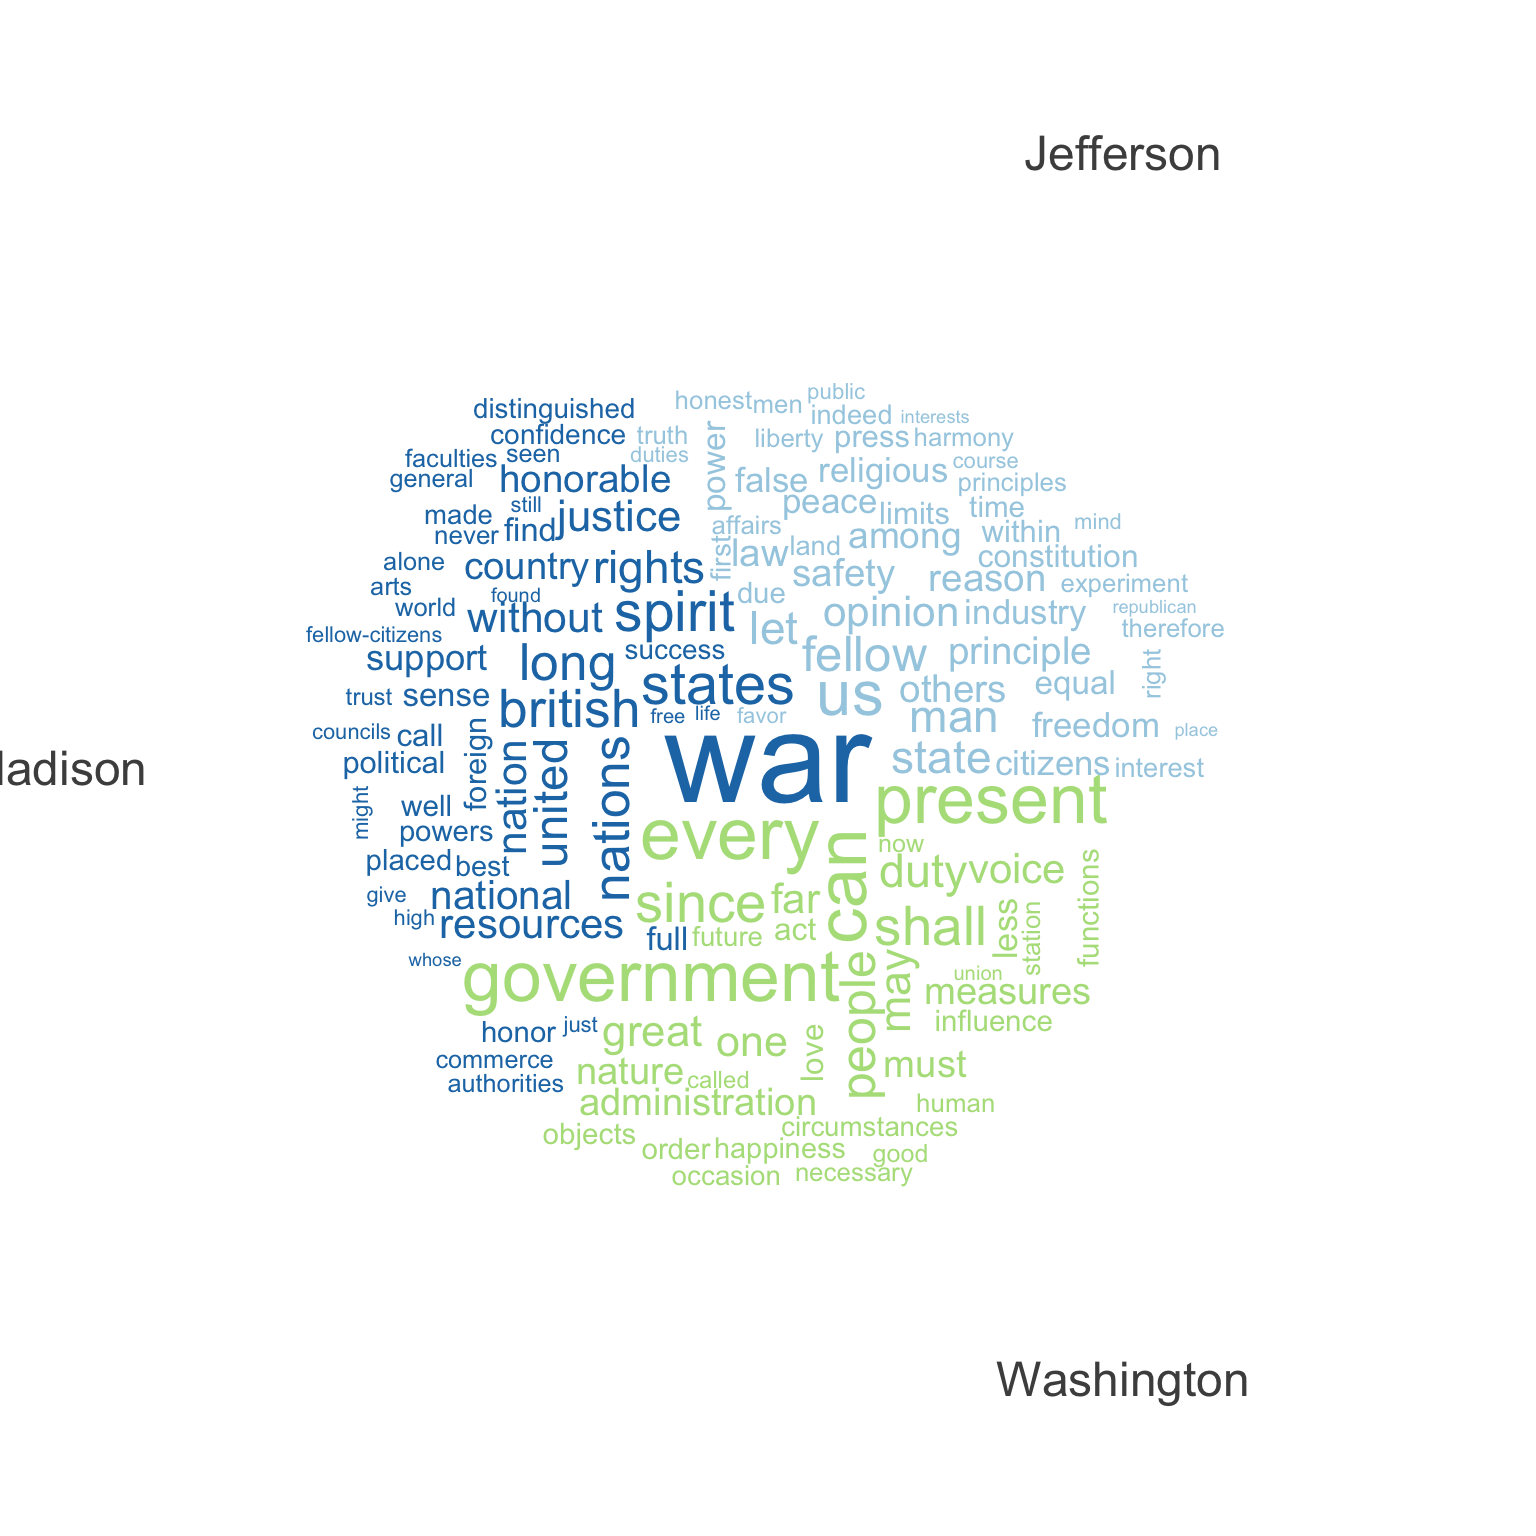 Jefferson
public
honest men
indeed interests
distinguished
confidence truth liberty press harmony
power
duties
faculties seen
general honorable false religious course
principles
peace
still
made justice limits time
never find affairs among within mind
first law land constitution
alone country rights safety reason experiment
arts found due
world without spirit let opinion industry republican
fellow-citizens therefore
support long success fellow principle
right
trust sense states us others equal
british free life favor man freedom place
councils call
foreign nation united nations
ladison
political war state citizens interest
might well present
powers every can now
placed best duty voice functions
give national since far shall less station
high resources full future act
whose government people may union
measures
influence
honor just great one love
commerce nature called must
authorities administration human
objects circumstances
order happiness good
occasion necessary
Washington